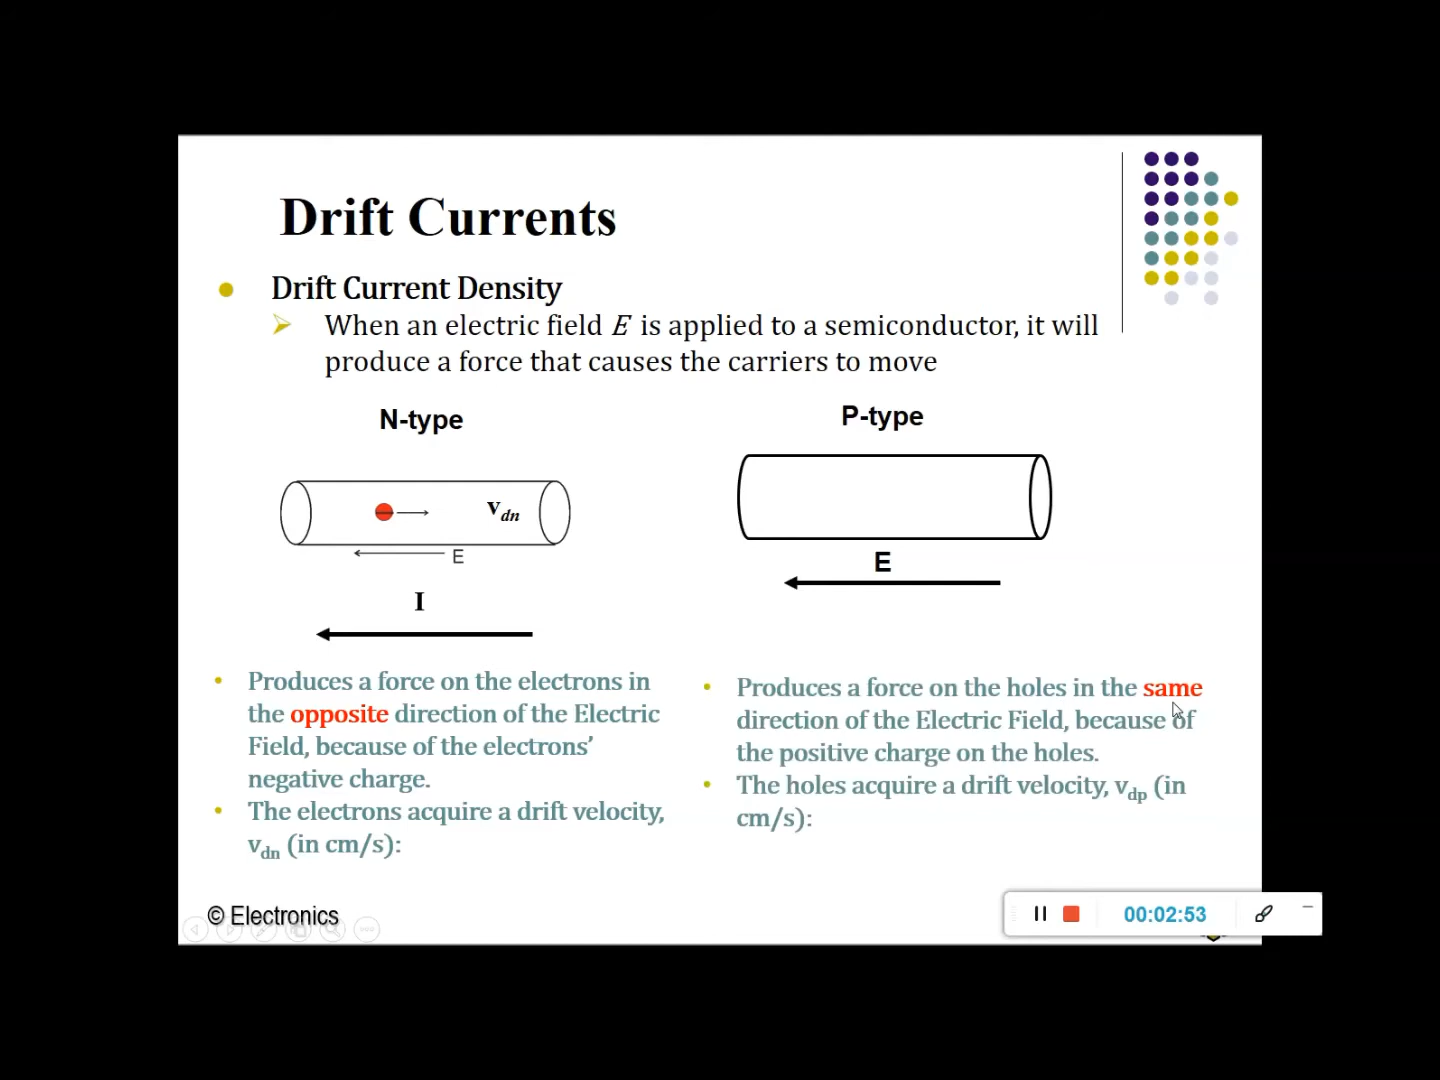 Drift Currents
Drift Current Density
When an electric field E is applied to a semiconductor, it will
produce a force that causes the carriers to move
N-type
P-type
vdn
E
E
I
Produces a force on the electrons in
the opposite direction of the Electric
Field, because of the electrons’
negative charge.
The electrons acquire a drift velocity,
vdn (in cm/s):
Produces a force on the holes in the same
direction of the Electric Field, because of
the positive charge on the holes.
The holes acquire a drift velocity, vdp (in
cm/s):
© Electronics
00:02:53